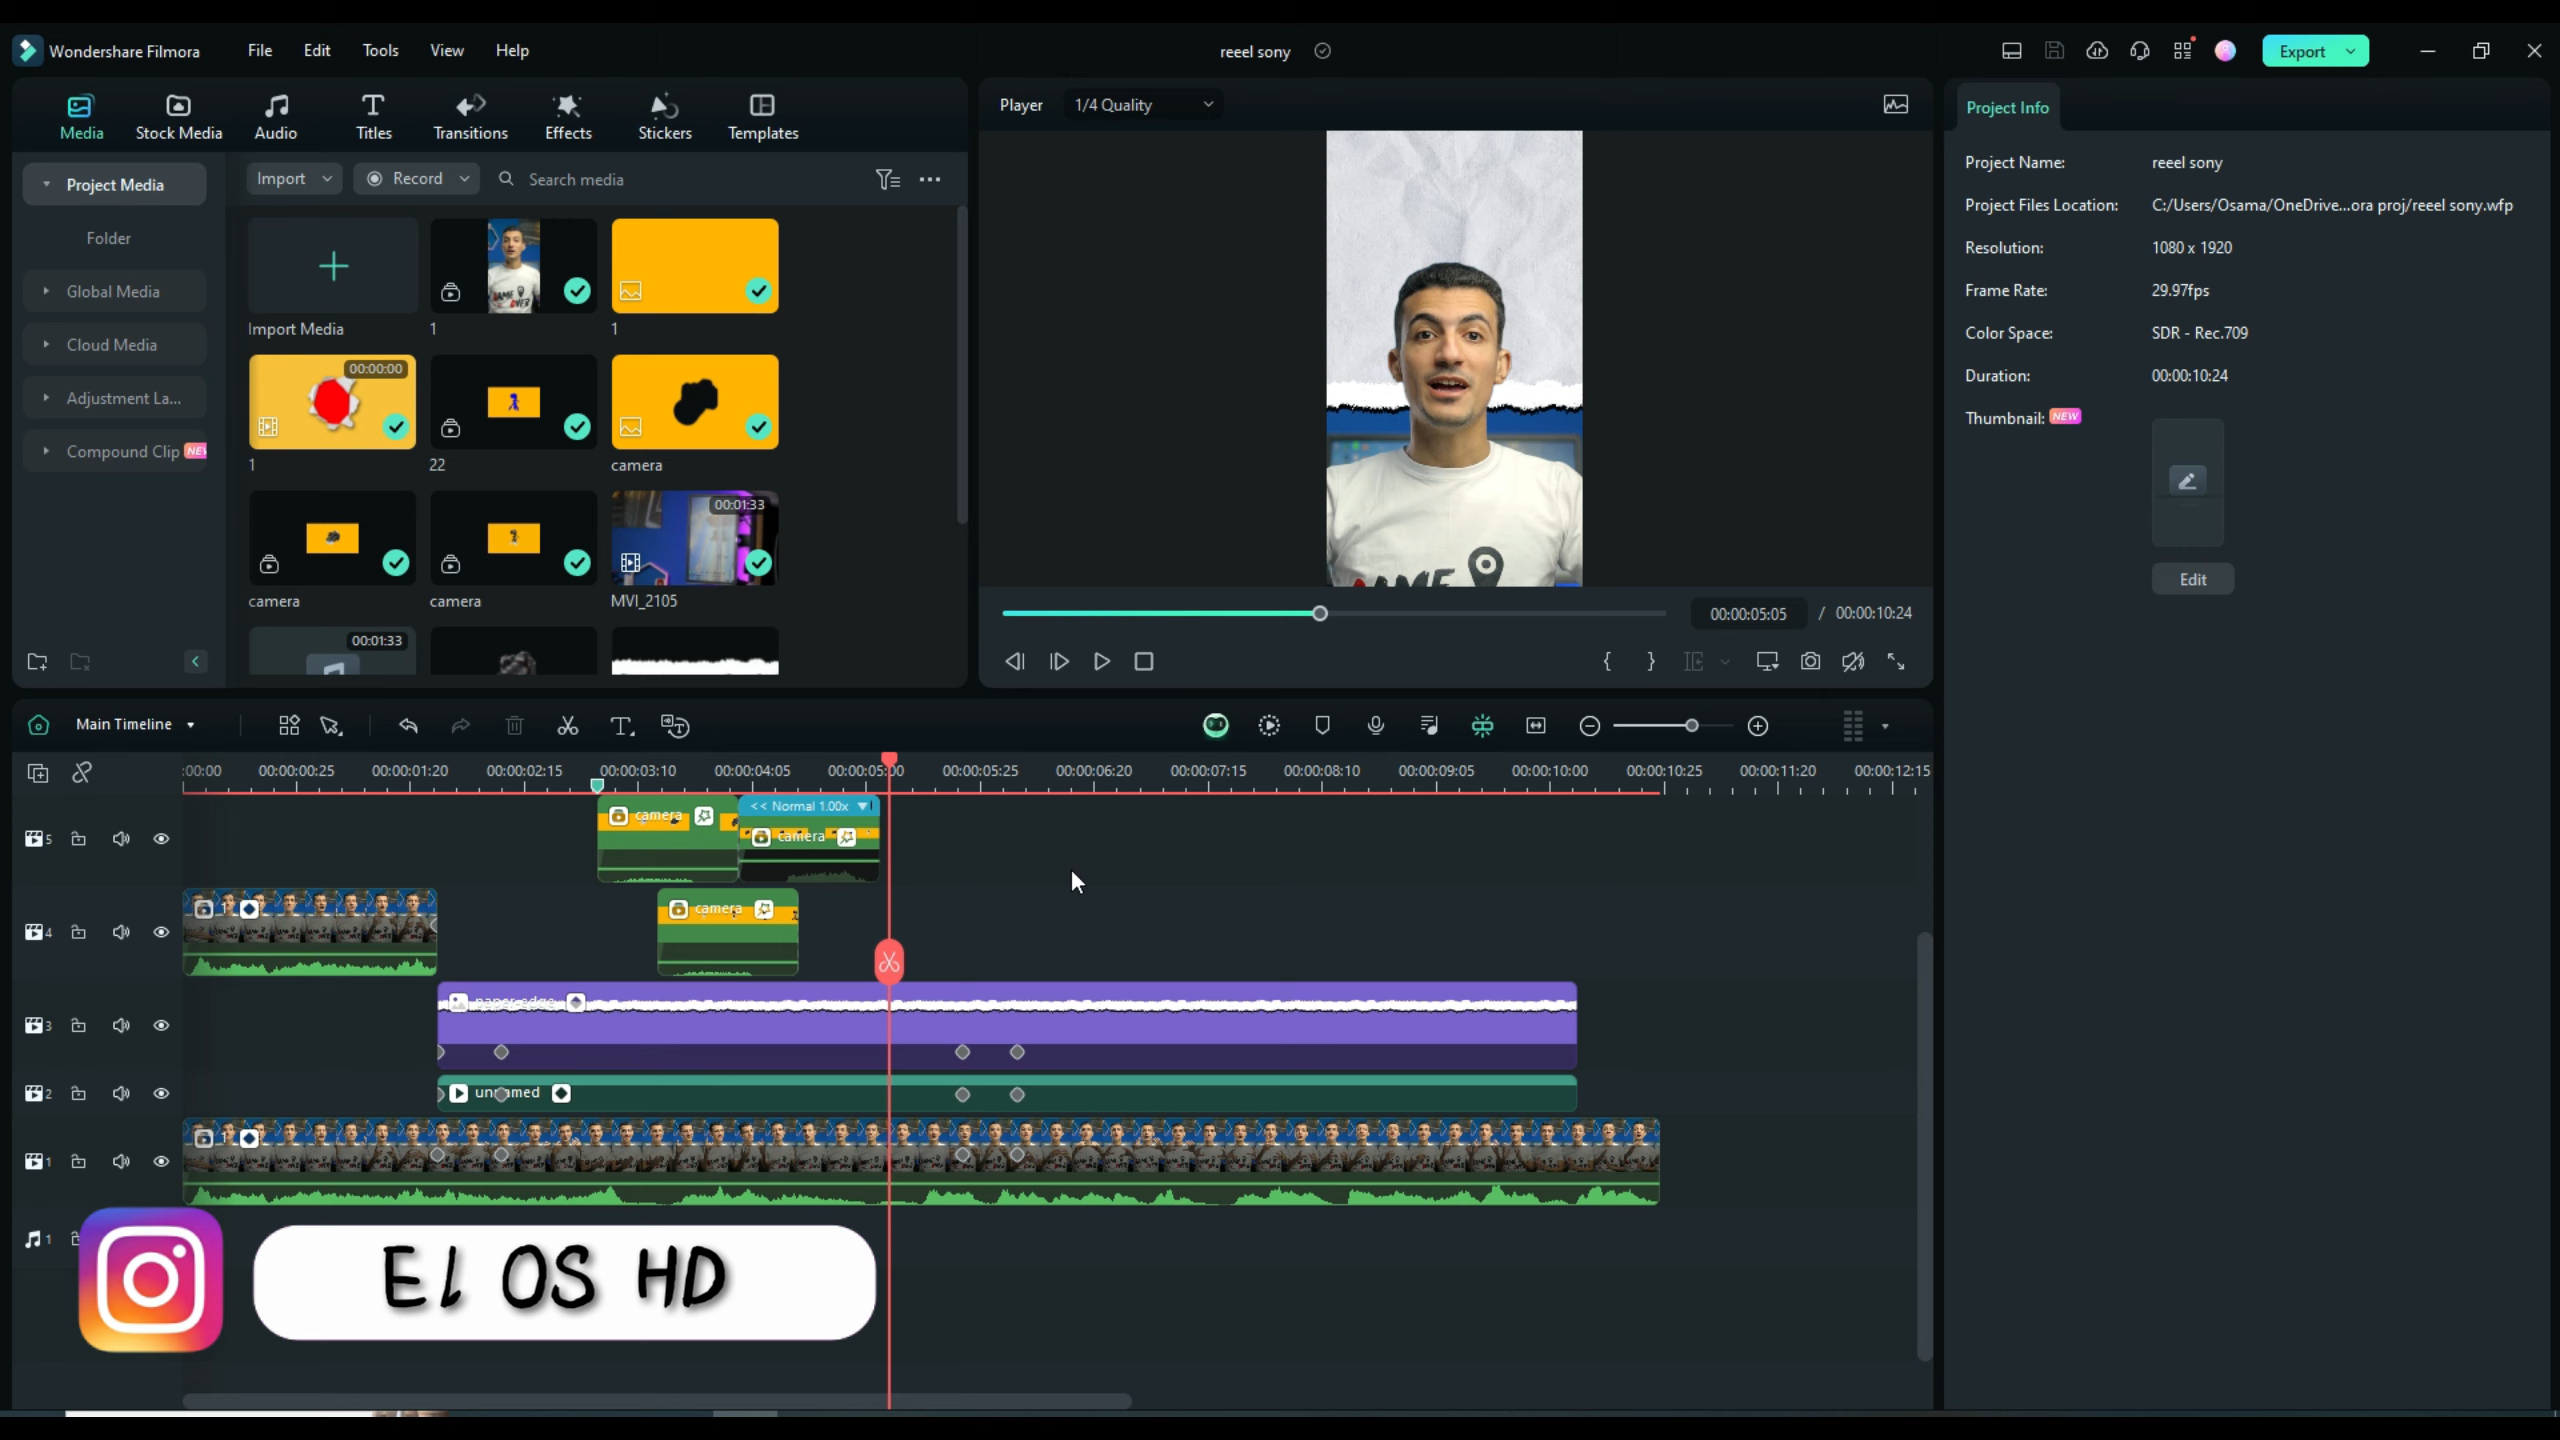 Wondershare Filmora
File
Edit
Tools
View
Help
reeel sony
Export
Media
Stock Media
Audio
Titles
Transitions
Effects
Stickers
Templates
Player
1/4 Quality
Project Info
Project Media
Folder
Global Media
Cloud Media
Adjustment La...
Compound Clip
Import
Record
Search media
Import Media
1
1
00:00:00
1
22
camera
camera
camera
00:01:33
MVI_2105
00:01:33
GAME
OVER
00:00:05:05 / 00:00:10:24
Project Name: reeel sony
Project Files Location: C:/Users/Osama/OneDrive...ora proj/reeel sony.wfp
Resolution: 1080 x 1920
Frame Rate: 29.97fps
Color Space: SDR - Rec.709
Duration: 00:00:10:24
Thumbnail: NEW
Edit
Main Timeline
:00:00 00:00:00:25 00:00:01:20 00:00:02:15 00:00:03:10 00:00:04:05 00:00:05:00 00:00:05:25 00:00:06:20 00:00:07:15 00:00:08:10 00:00:09:05 00:00:10:00 00:00:10:25 00:00:11:20 00:00:12:15
5
camera
<< Normal 1.00x
camera
4
1
camera
3
paper edge
2
unnamed
1
1
1
El OS HD